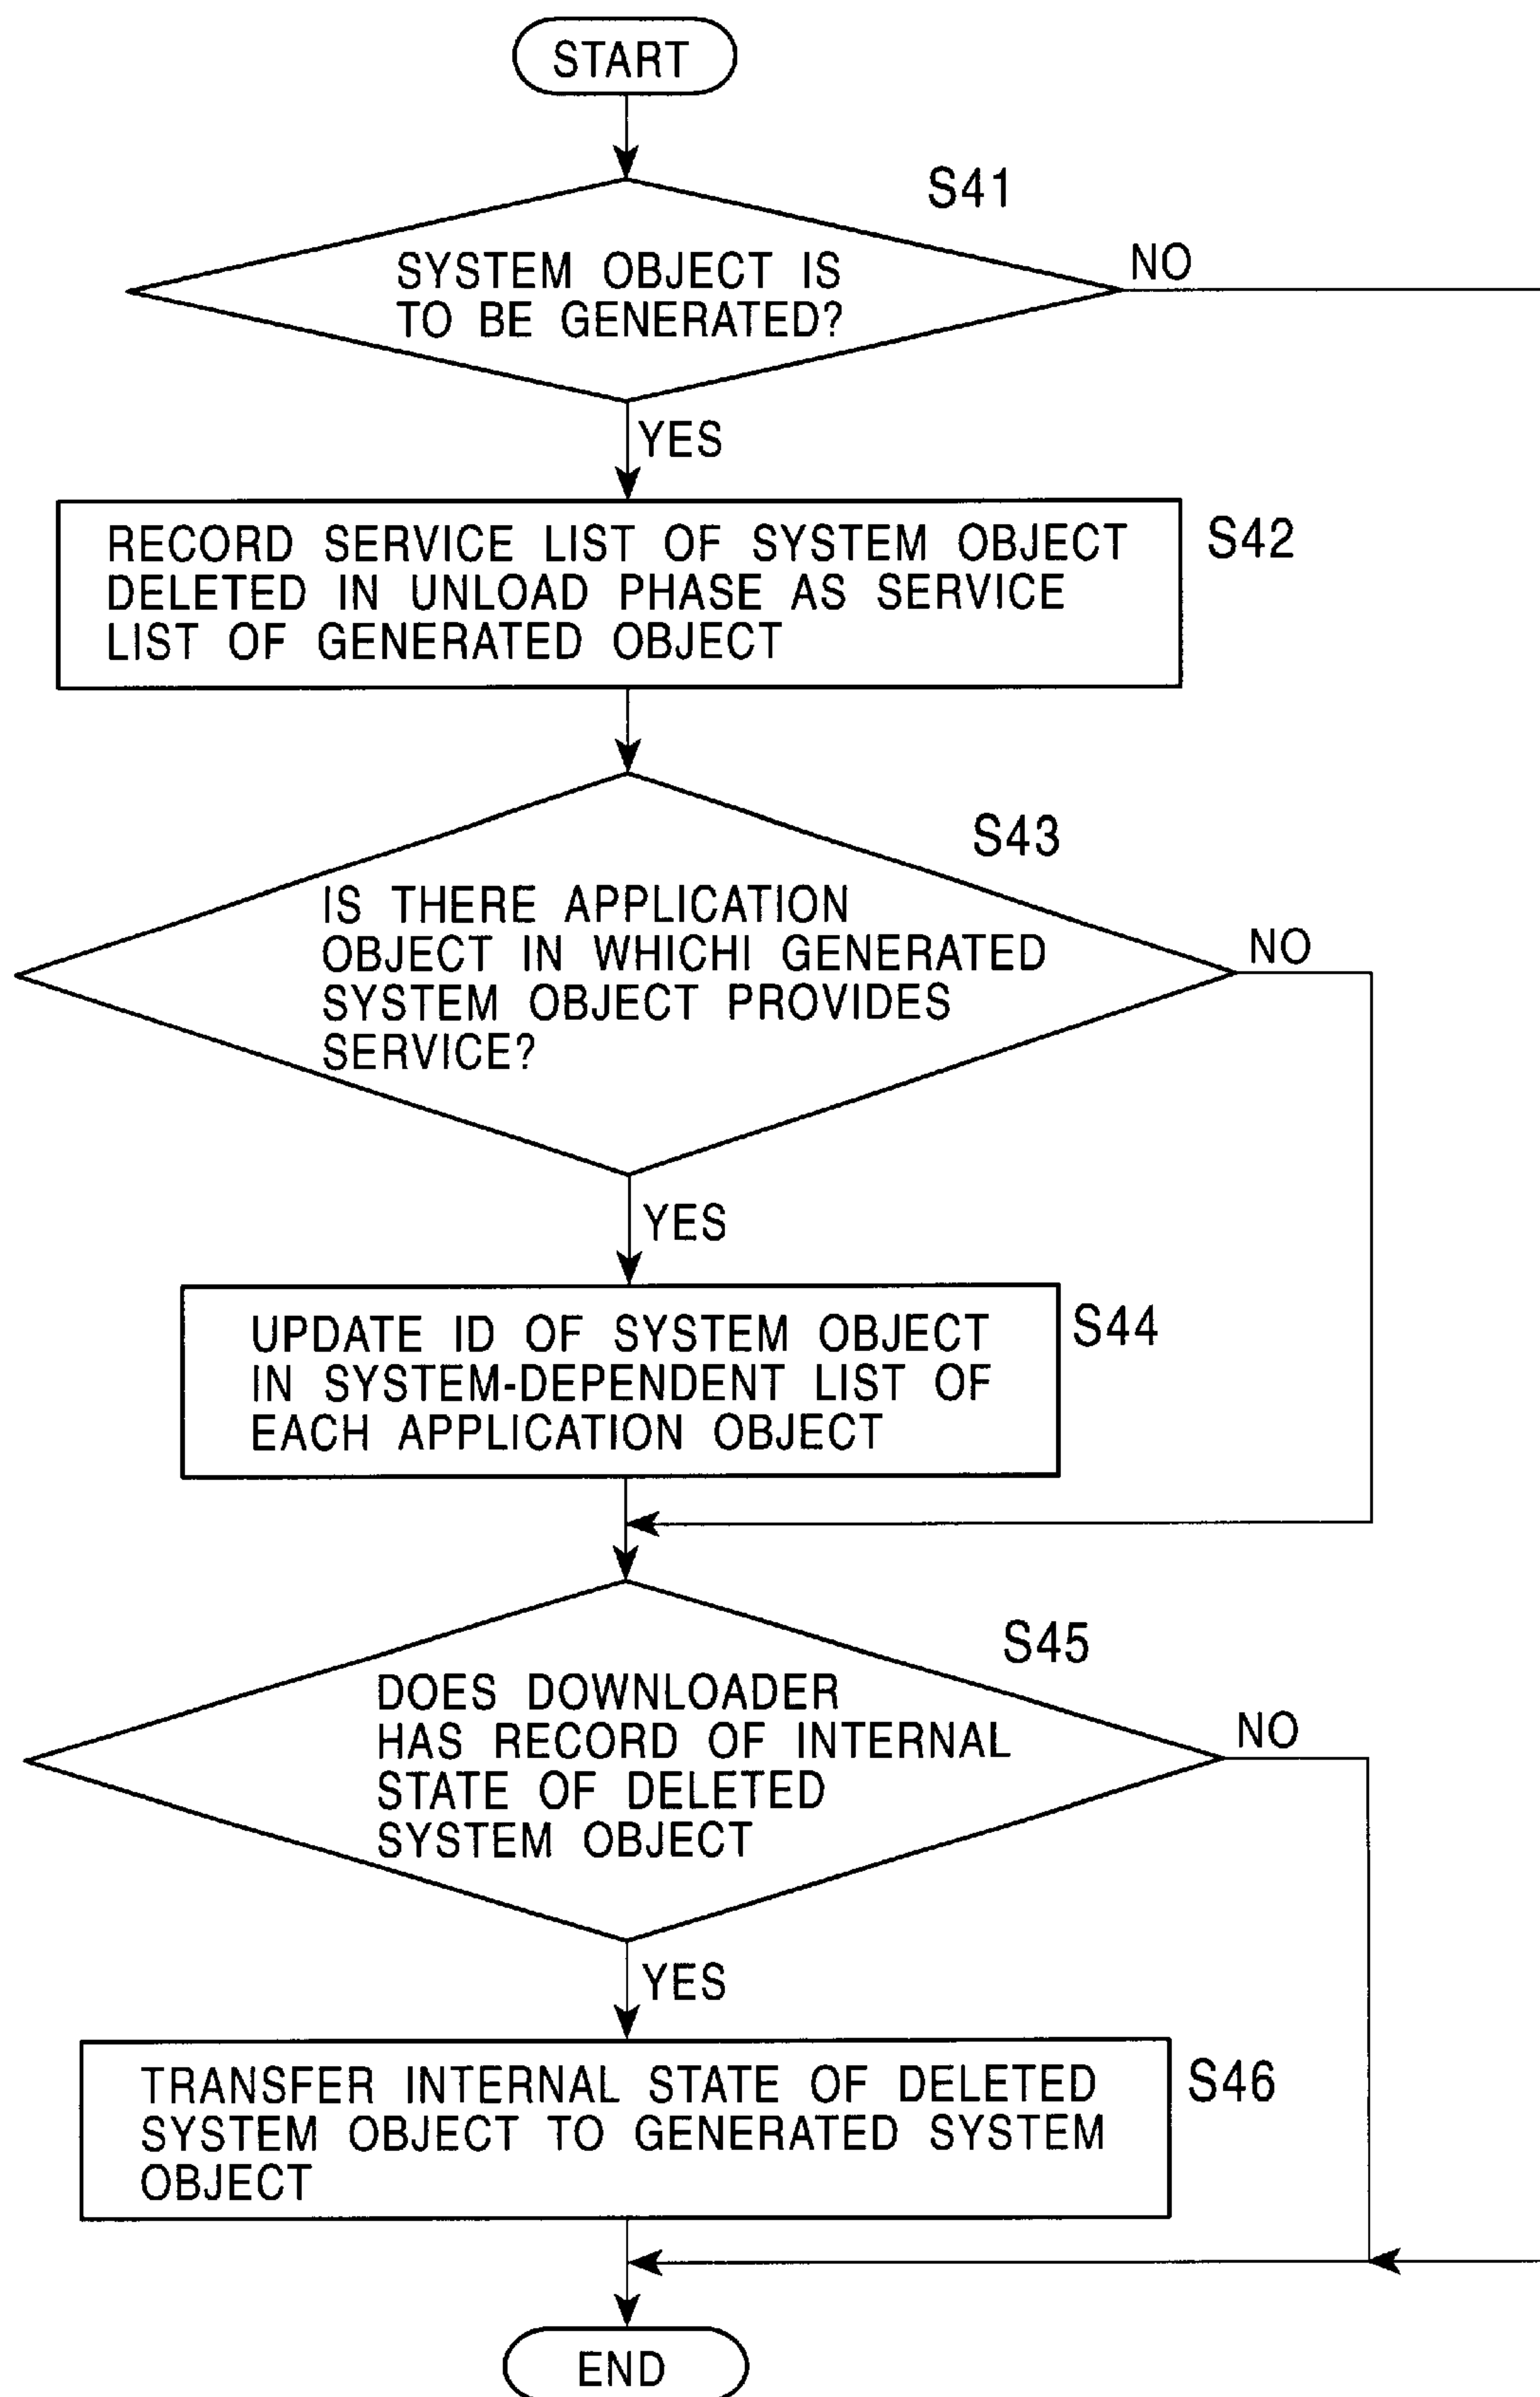 START
S41
SYSTEM OBJECT IS
TO BE GENERATED?
NO
YES
RECORD SERVICE LIST OF SYSTEM OBJECT
DELETED IN UNLOAD PHASE AS SERVICE
LIST OF GENERATED OBJECT
S42
S43
IS THERE APPLICATION
OBJECT IN WHICHI GENERATED
SYSTEM OBJECT PROVIDES
SERVICE?
NO
YES
UPDATE ID OF SYSTEM OBJECT
IN SYSTEM-DEPENDENT LIST OF
EACH APPLICATION OBJECT
S44
S45
DOES DOWNLOADER
HAS RECORD OF INTERNAL
STATE OF DELETED
SYSTEM OBJECT
NO
YES
TRANSFER INTERNAL STATE OF DELETED
SYSTEM OBJECT TO GENERATED SYSTEM
OBJECT
S46
END